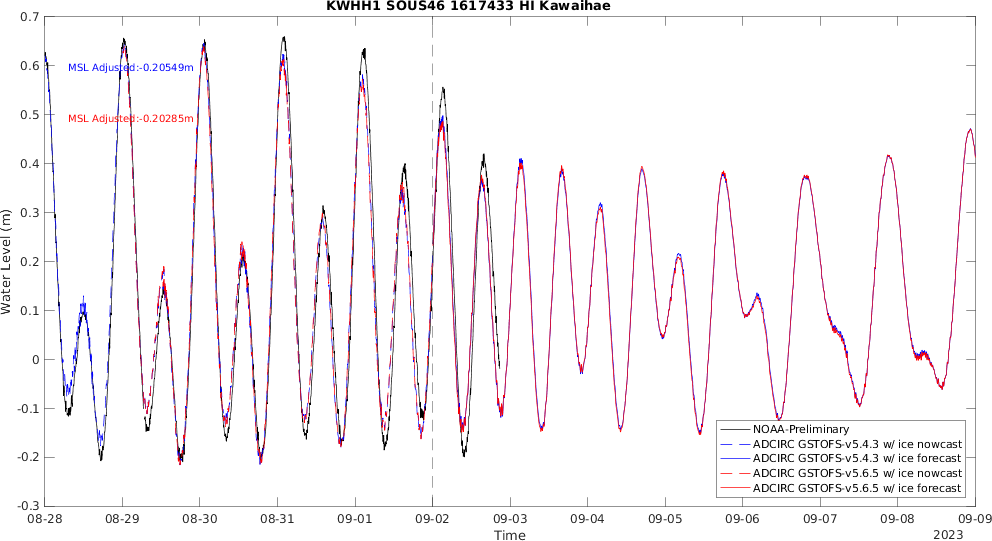 KWHH1 SOUS46 1617433 HI Kawaihae
0.7
0.6
0.5
0.4
0.3
0.2
0.1
0
-0.1
-0.2
-0.3
Water Level (m)
MSL Adjusted:-0.20549m
MSL Adjusted:-0.20285m
NOAA-Preliminary
ADCIRC GSTOFS-v5.4.3 w/ ice nowcast
ADCIRC GSTOFS-v5.4.3 w/ ice forecast
ADCIRC GSTOFS-v5.6.5 w/ ice nowcast
ADCIRC GSTOFS-v5.6.5 w/ ice forecast
08-28 08-29 08-30 08-31 09-01 09-02 09-03 09-04 09-05 09-06 09-07 09-08 09-09
Time
2023